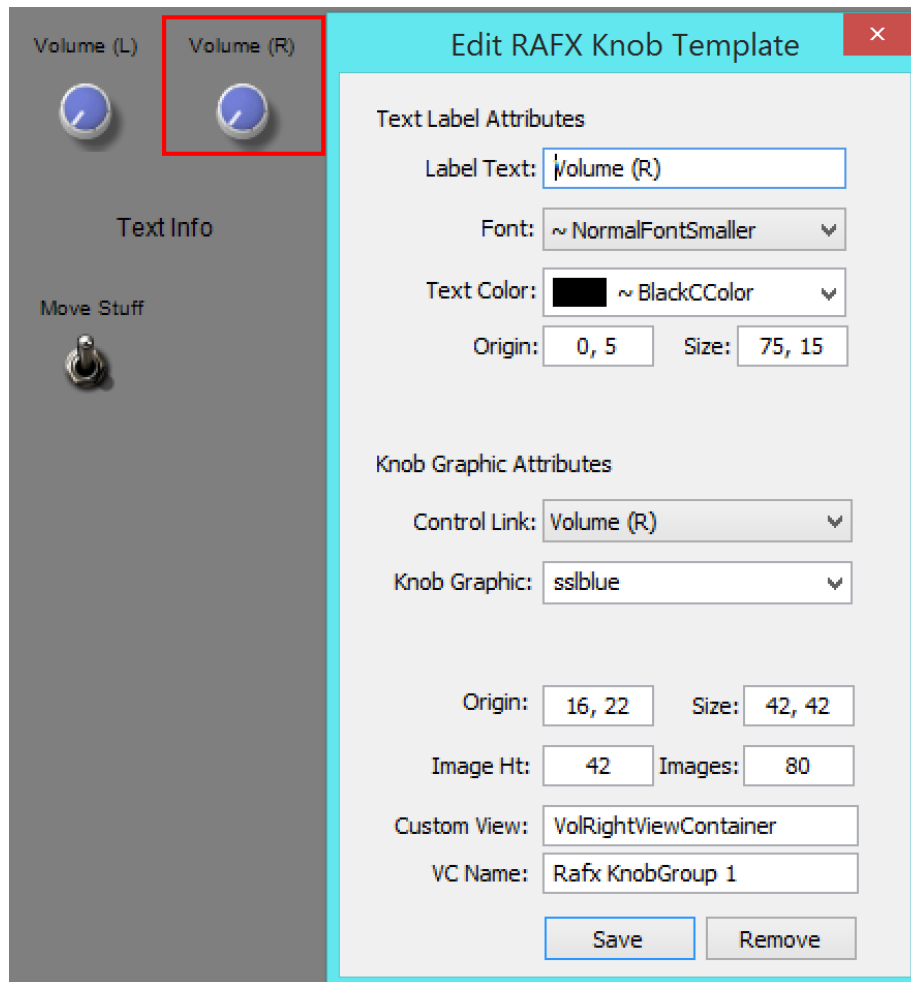 Volume (L)
Volume (R)
Text Info
Move Stuff
Edit RAFX Knob Template
Text Label Attributes
Label Text: Volume (R)
Font: ~ NormalFontSmaller
Text Color: ~ BlackCColor
Origin: 0, 5 Size: 75, 15
Knob Graphic Attributes
Control Link: Volume (R)
Knob Graphic: sslblue
Origin: 16, 22 Size: 42, 42
Image Ht: 42 Images: 80
Custom View: VolRightViewContainer
VC Name: Rafx KnobGroup 1
Save Remove